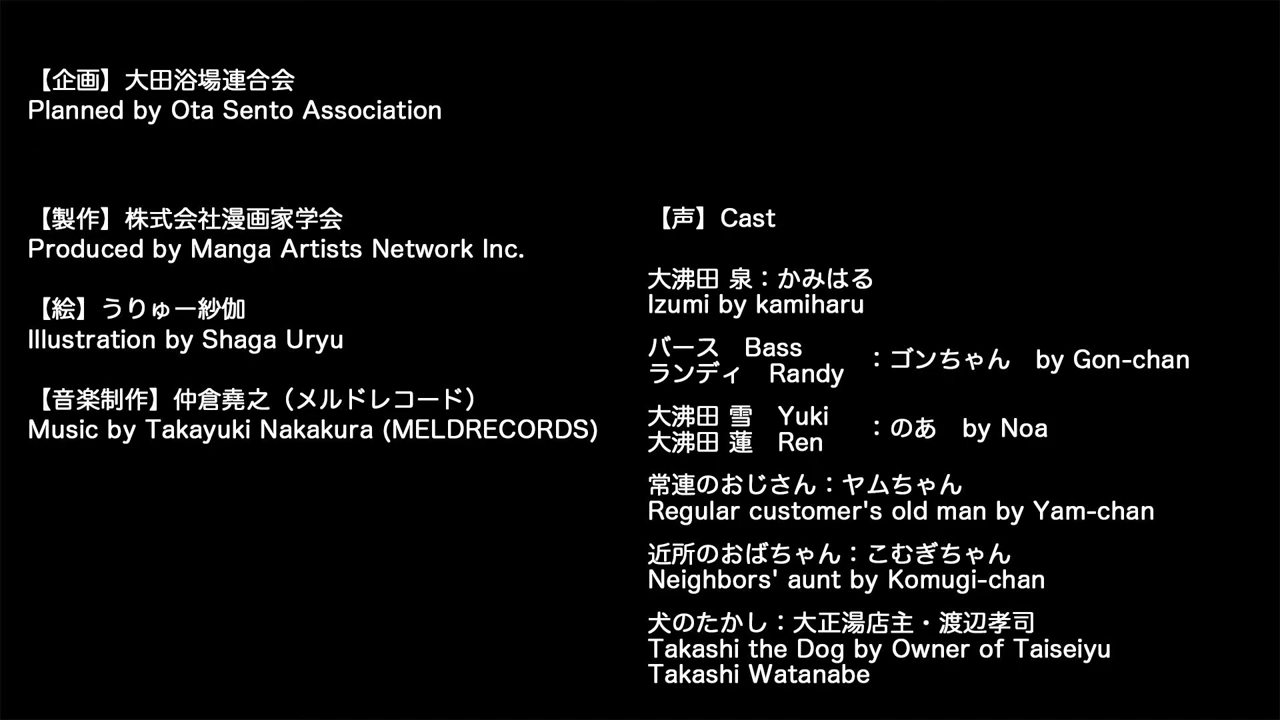 【企画】大田浴場連合会
Planned by Ota Sento Association
【製作】株式会社漫画家学会
Produced by Manga Artists Network Inc.
【絵】うりゅー紗伽
Illustration by Shaga Uryu
【音楽制作】仲倉堯之（メルドレコード）
Music by Takayuki Nakakura (MELDRECORDS)
【声】Cast
大沸田 泉：かみはる
Izumi by kamiharu
バース　Bass
ランディ　Randy
：ゴンちゃん　by Gon-chan
大沸田 雪　Yuki
大沸田 蓮　Ren
：のあ　by Noa
常連のおじさん：ヤムちゃん
Regular customer's old man by Yam-chan
近所のおばちゃん：こむぎちゃん
Neighbors' aunt by Komugi-chan
犬のたかし：大正湯店主・渡辺孝司
Takashi the Dog by Owner of Taiseiyu
Takashi Watanabe